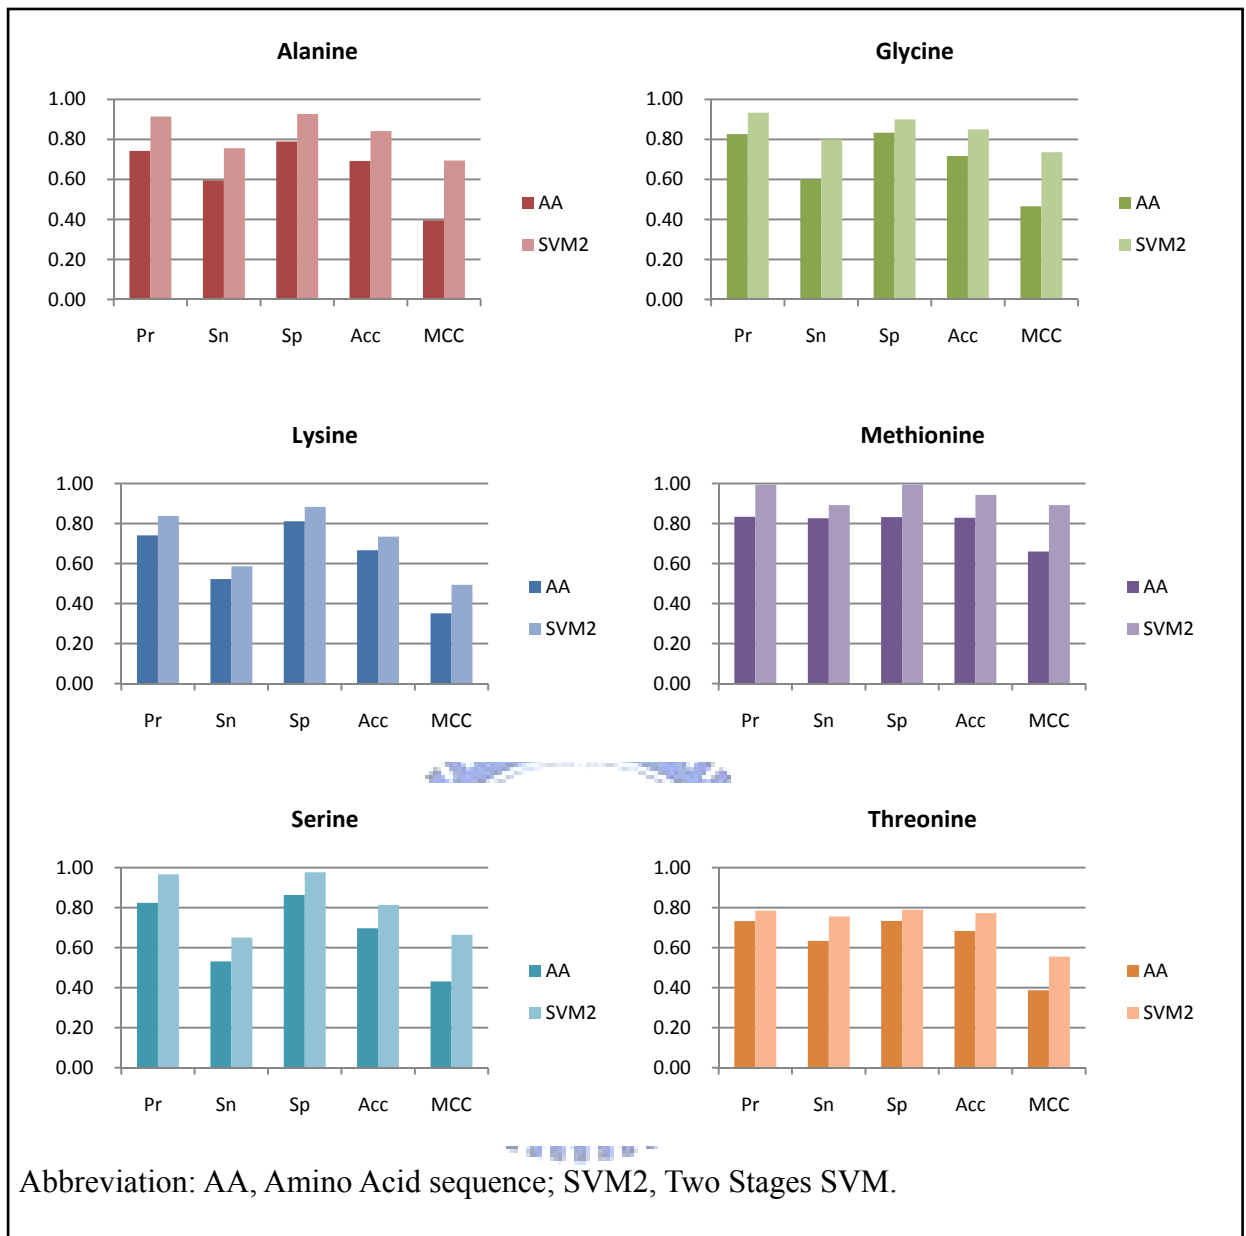 Alanine
1.00
0.80
0.60
0.40
0.20
0.00
Pr Sn Sp Acc MCC
AA
SVM2
Glycine
1.00
0.80
0.60
0.40
0.20
0.00
Pr Sn Sp Acc MCC
AA
SVM2
Lysine
1.00
0.80
0.60
0.40
0.20
0.00
Pr Sn Sp Acc MCC
AA
SVM2
Methionine
1.00
0.80
0.60
0.40
0.20
0.00
Pr Sn Sp Acc MCC
AA
SVM2
Serine
1.00
0.80
0.60
0.40
0.20
0.00
Pr Sn Sp Acc MCC
AA
SVM2
Threonine
1.00
0.80
0.60
0.40
0.20
0.00
Pr Sn Sp Acc MCC
AA
SVM2
Abbreviation: AA, Amino Acid sequence; SVM2, Two Stages SVM.